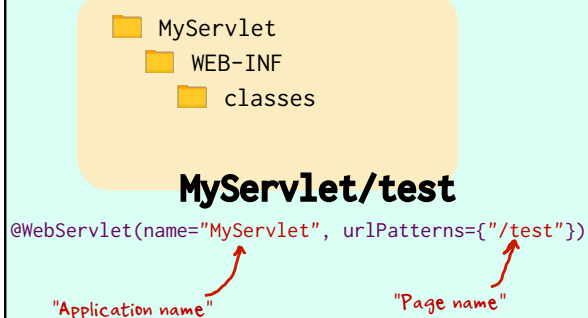 MyServlet
WEB-INF
classes
MyServlet/test
@WebServlet(name="MyServlet", urlPatterns={"/test"})
"Application name"
"Page name"